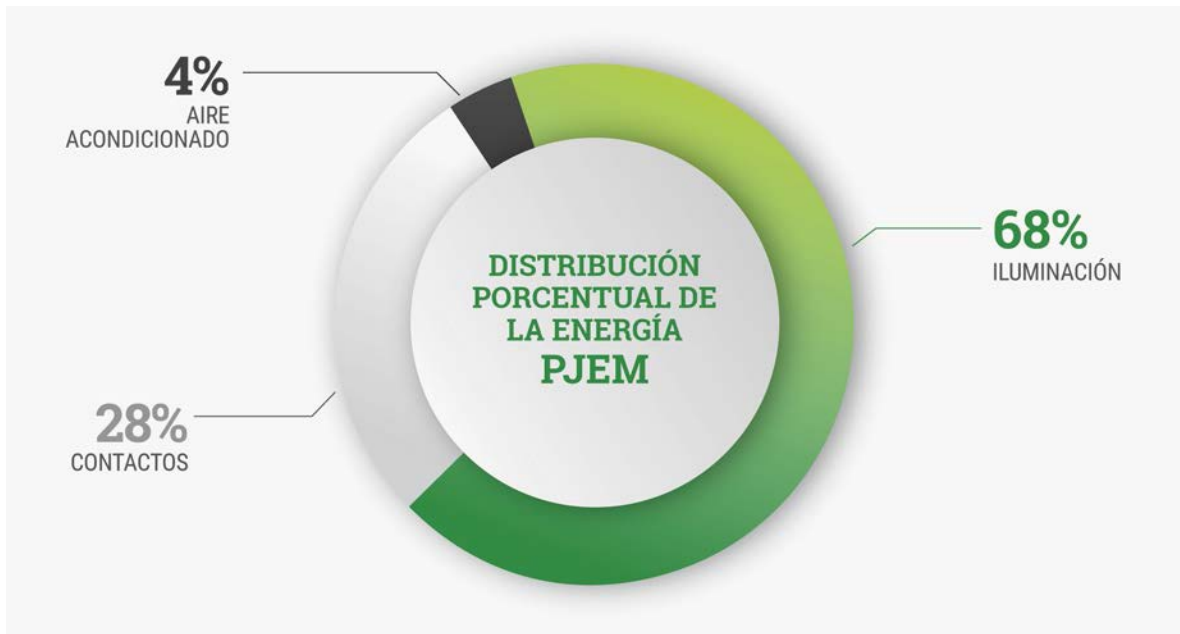 4%
AIRE
ACONDICIONADO
DISTRIBUCIÓN
PORCENTUAL DE
LA ENERGÍA
PJEM
68%
ILUMINACIÓN
28%
CONTACTOS